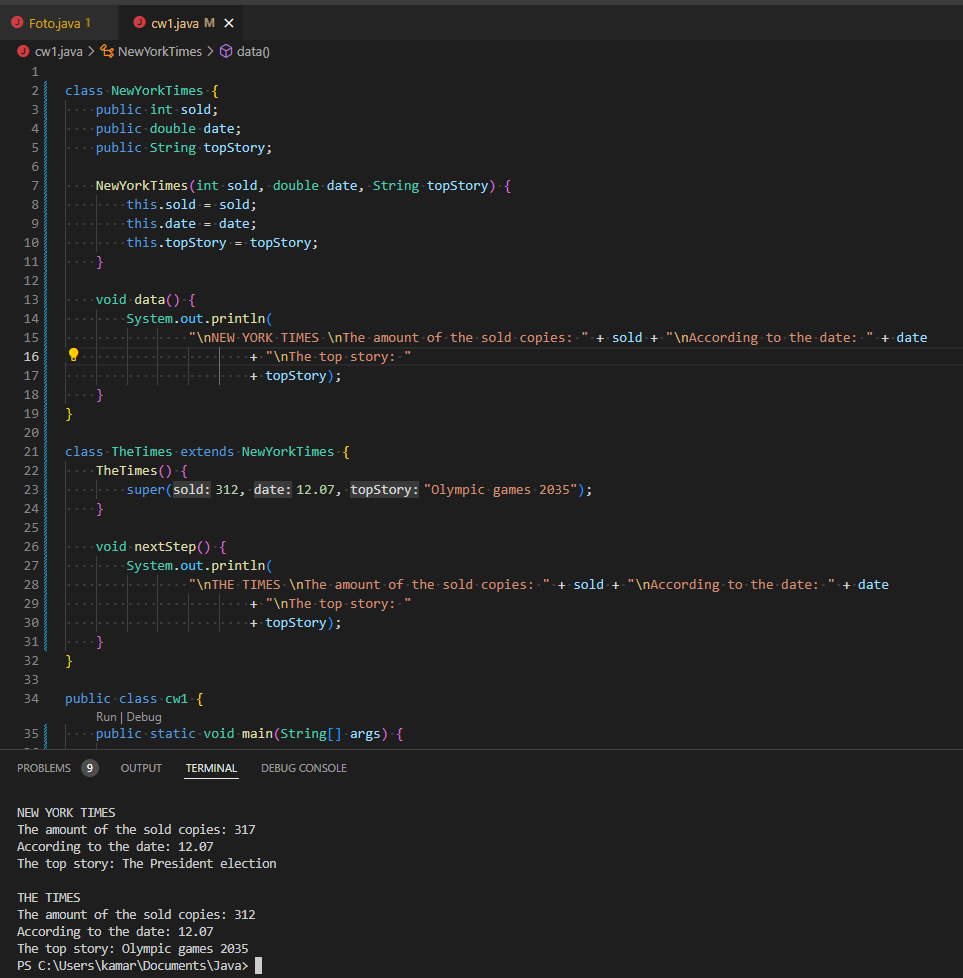 Foto.java 1 cw1.java M ×
cw1.java > NewYorkTimes > data()
1
2 class NewYorkTimes {
3 public int sold;
4 public double date;
5 public String topStory;
6
7 NewYorkTimes(int sold, double date, String topStory) {
8 this.sold = sold;
9 this.date = date;
10 this.topStory = topStory;
11 }
12
13 void data() {
14 System.out.println(
15 "\nNEW YORK TIMES \nThe amount of the sold copies: " + sold + "\nAccording to the date: " + date
16 + "\nThe top story: "
17 + topStory);
18 }
19 }
20
21 class TheTimes extends NewYorkTimes {
22 TheTimes() {
23 super(sold: 312, date: 12.07, topStory: "Olympic games 2035");
24 }
25
26 void nextStep() {
27 System.out.println(
28 "\nTHE TIMES \nThe amount of the sold copies: " + sold + "\nAccording to the date: " + date
29 + "\nThe top story: "
30 + topStory);
31 }
32 }
33
34 public class cw1 {
Run | Debug
35 public static void main(String[] args) {
PROBLEMS 9 OUTPUT TERMINAL DEBUG CONSOLE
NEW YORK TIMES
The amount of the sold copies: 317
According to the date: 12.07
The top story: The President election
THE TIMES
The amount of the sold copies: 312
According to the date: 12.07
The top story: Olympic games 2035
PS C:\Users\kamar\Documents\Java>